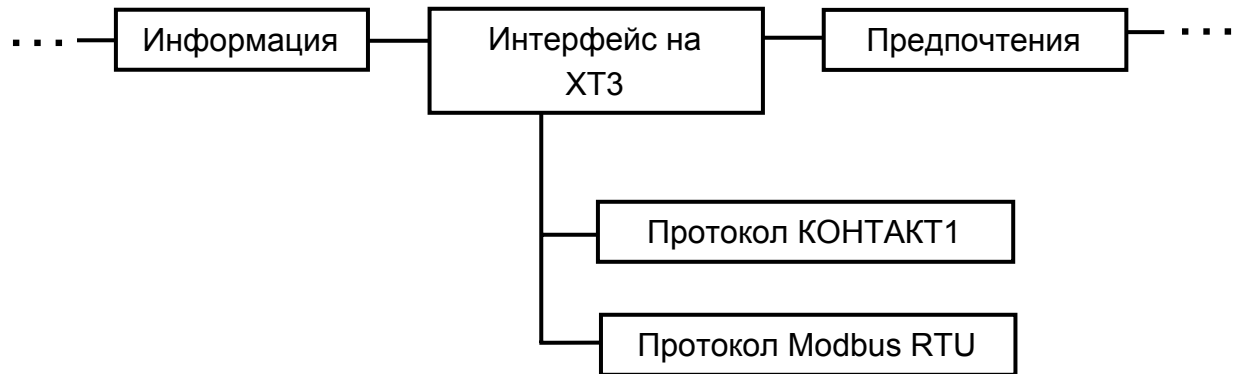 ... Информация Интерфейс на Предпочтения ...
ХТ3
Протокол КОНТАКТ1
Протокол Modbus RTU